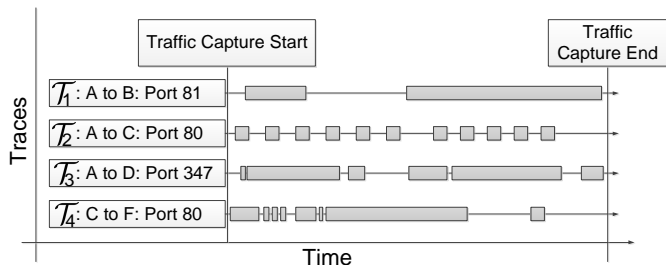 Traffic Capture Start
Traffic
Capture End
𝒯1: A to B: Port 81
𝒯2: A to C: Port 80
𝒯3: A to D: Port 347
𝒯4: C to F: Port 80
Traces
Time